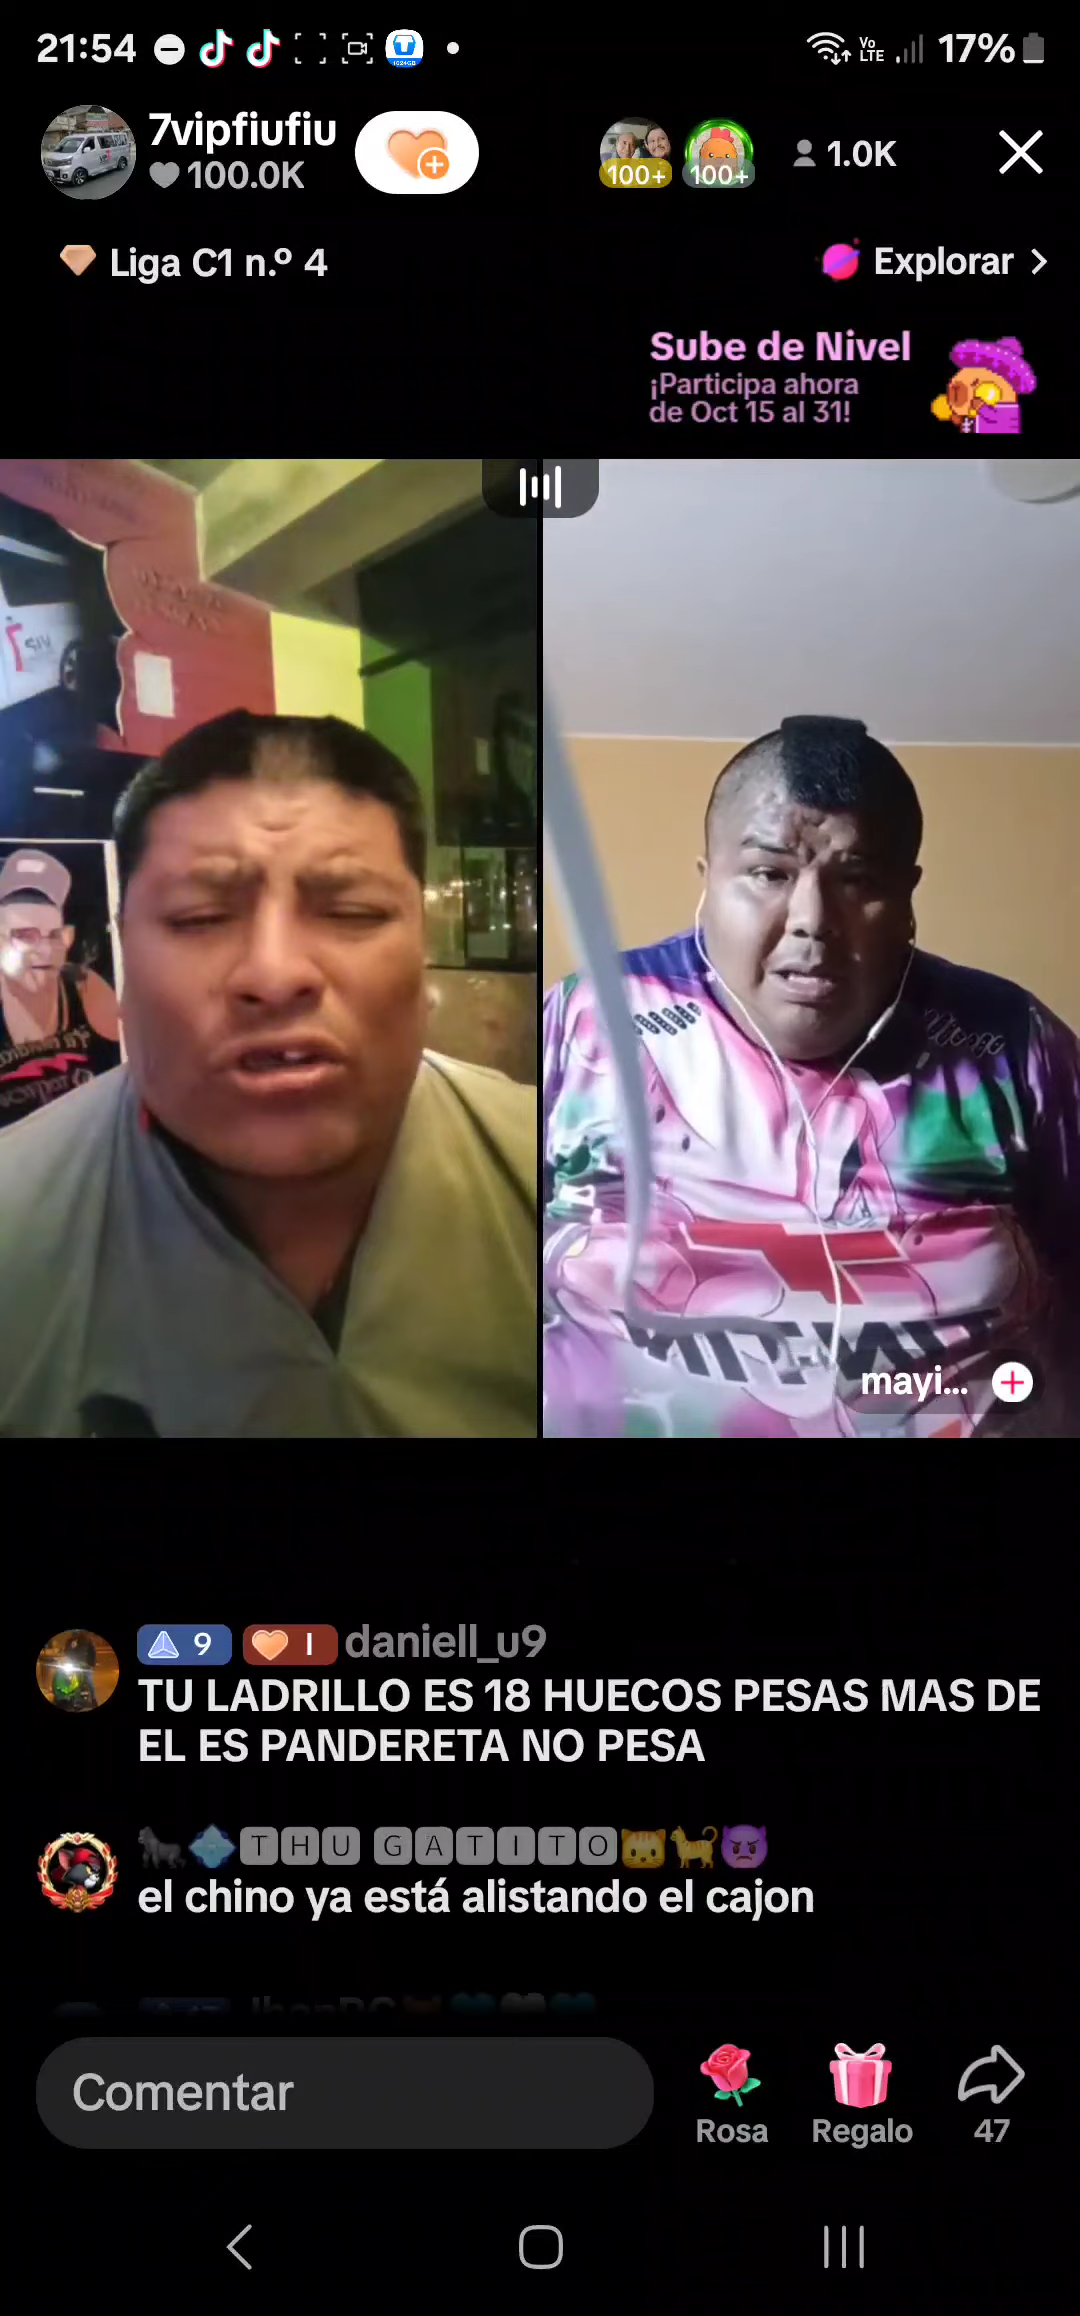 21:54
Vo
LTE
17%
7vipfiufiu
100.0K
100+
100+
1.0K
Liga C1 n.º 4
Explorar
Sube de Nivel
¡Participa ahora
de Oct 15 al 31!
mayi...
9
I
daniell_u9
TU LADRILLO ES 18 HUECOS PESAS MAS DE
EL ES PANDERETA NO PESA
THU GATITO
el chino ya está alistando el cajon
Comentar
Rosa
Regalo
47